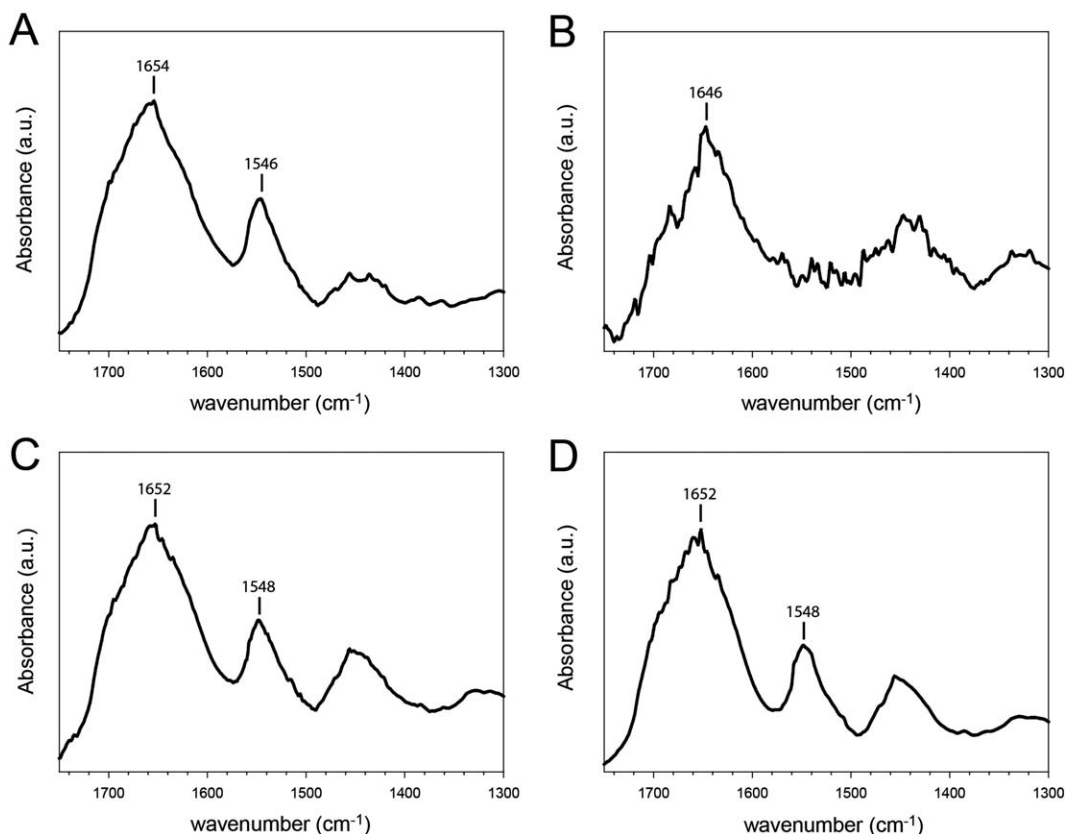 A
1654
1546
Absorbance (a.u.)
1700 1600 1500 1400 1300
wavenumber (cm-1)
B
1646
Absorbance (a.u.)
1700 1600 1500 1400 1300
wavenumber (cm-1)
C
1652
1548
Absorbance (a.u.)
1700 1600 1500 1400 1300
wavenumber (cm-1)
D
1652
1548
Absorbance (a.u.)
1700 1600 1500 1400 1300
wavenumber (cm-1)